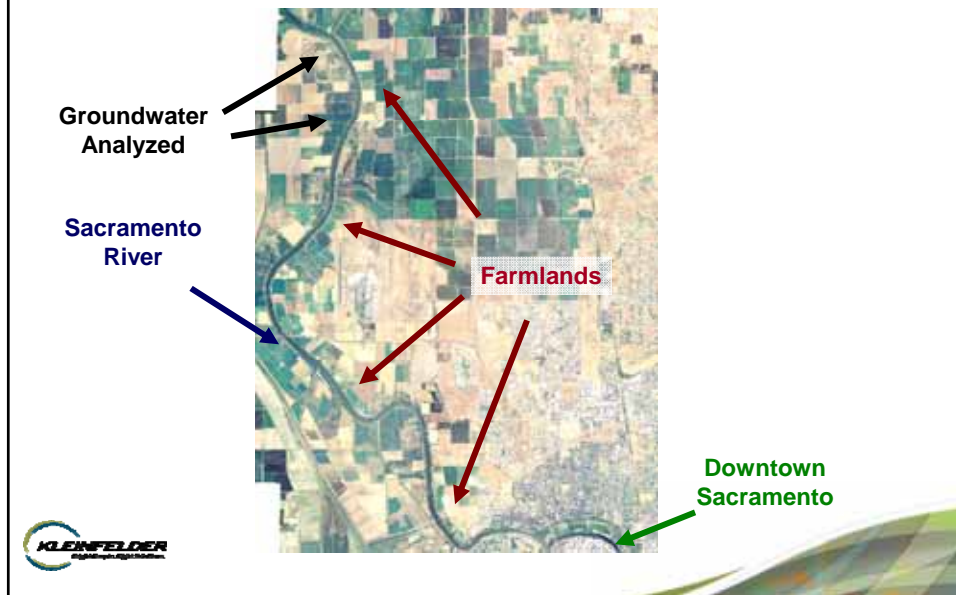 Groundwater
Analyzed
Sacramento
River
Farmlands
Downtown
Sacramento
KLEINFELDER